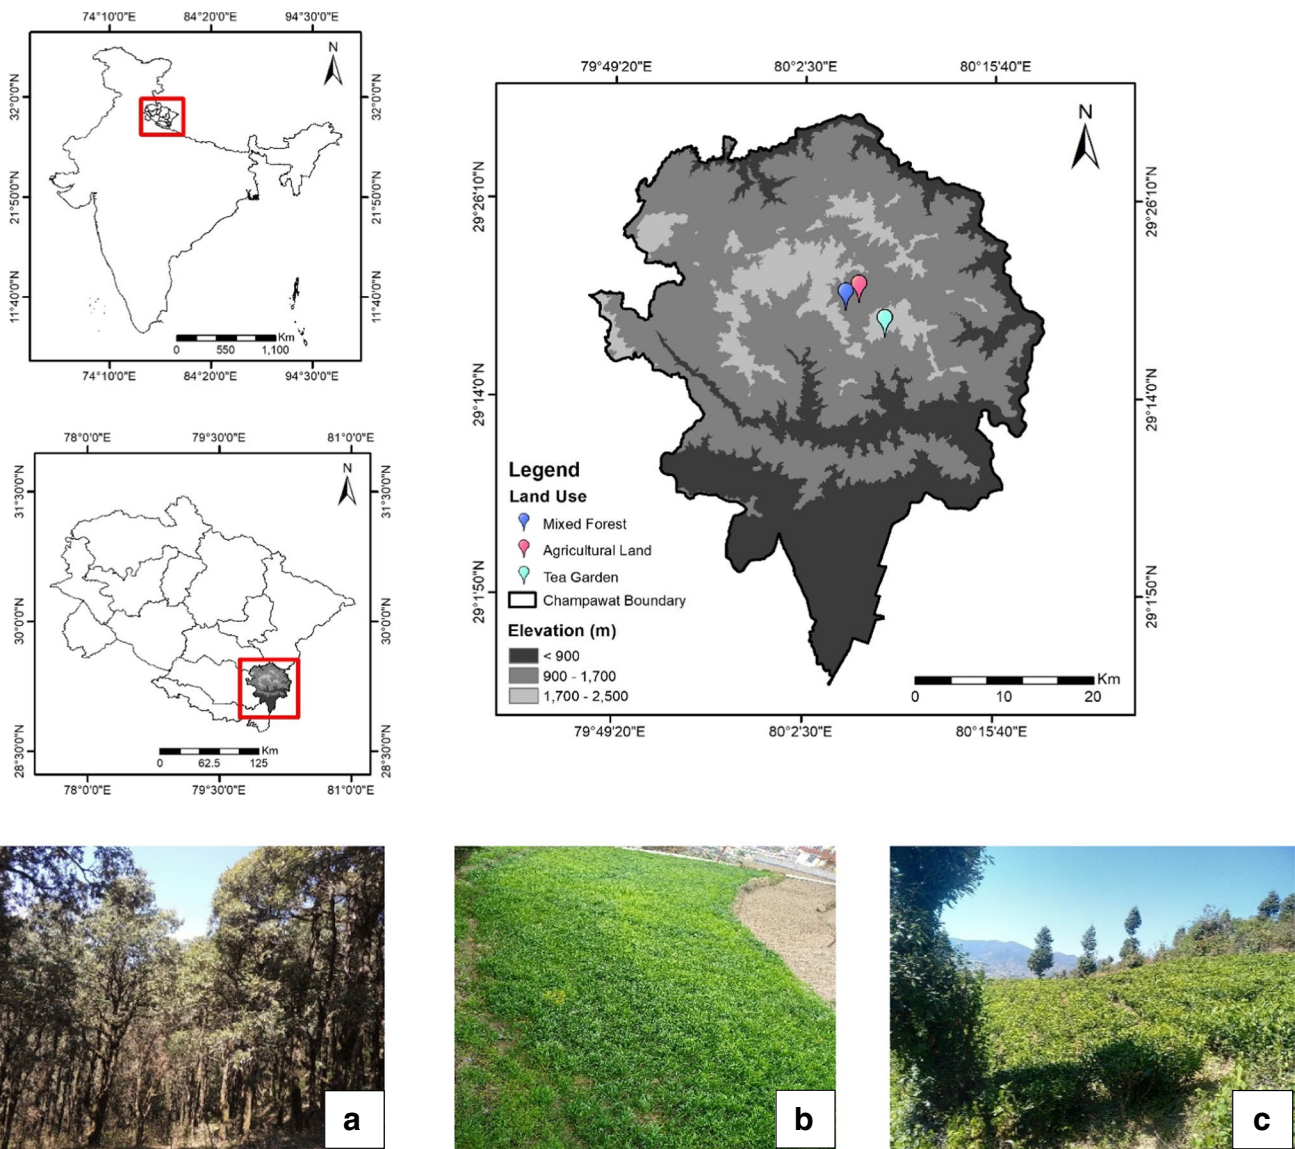 74°10'0"E 84°20'0"E 94°30'0"E
N
32°0'0"N 32°0'0"N
21°50'0"N 21°50'0"N
11°40'0"N 11°40'0"N
Km
0 550 1,100
74°10'0"E 84°20'0"E 94°30'0"E
78°0'0"E 79°30'0"E 81°0'0"E
N
31°30'0"N 31°30'0"N
30°0'0"N 30°0'0"N
28°30'0"N 28°30'0"N
Km
0 62.5 125
78°0'0"E 79°30'0"E 81°0'0"E
79°49'20"E 80°2'30"E 80°15'40"E
N
29°26'10"N 29°26'10"N
29°14'0"N 29°14'0"N
29°1'50"N 29°1'50"N
Legend
Land Use
Mixed Forest
Agricultural Land
Tea Garden
Champawat Boundary
Elevation (m)
< 900
900 - 1,700
1,700 - 2,500
Km
0 10 20
79°49'20"E 80°2'30"E 80°15'40"E
a
b
c